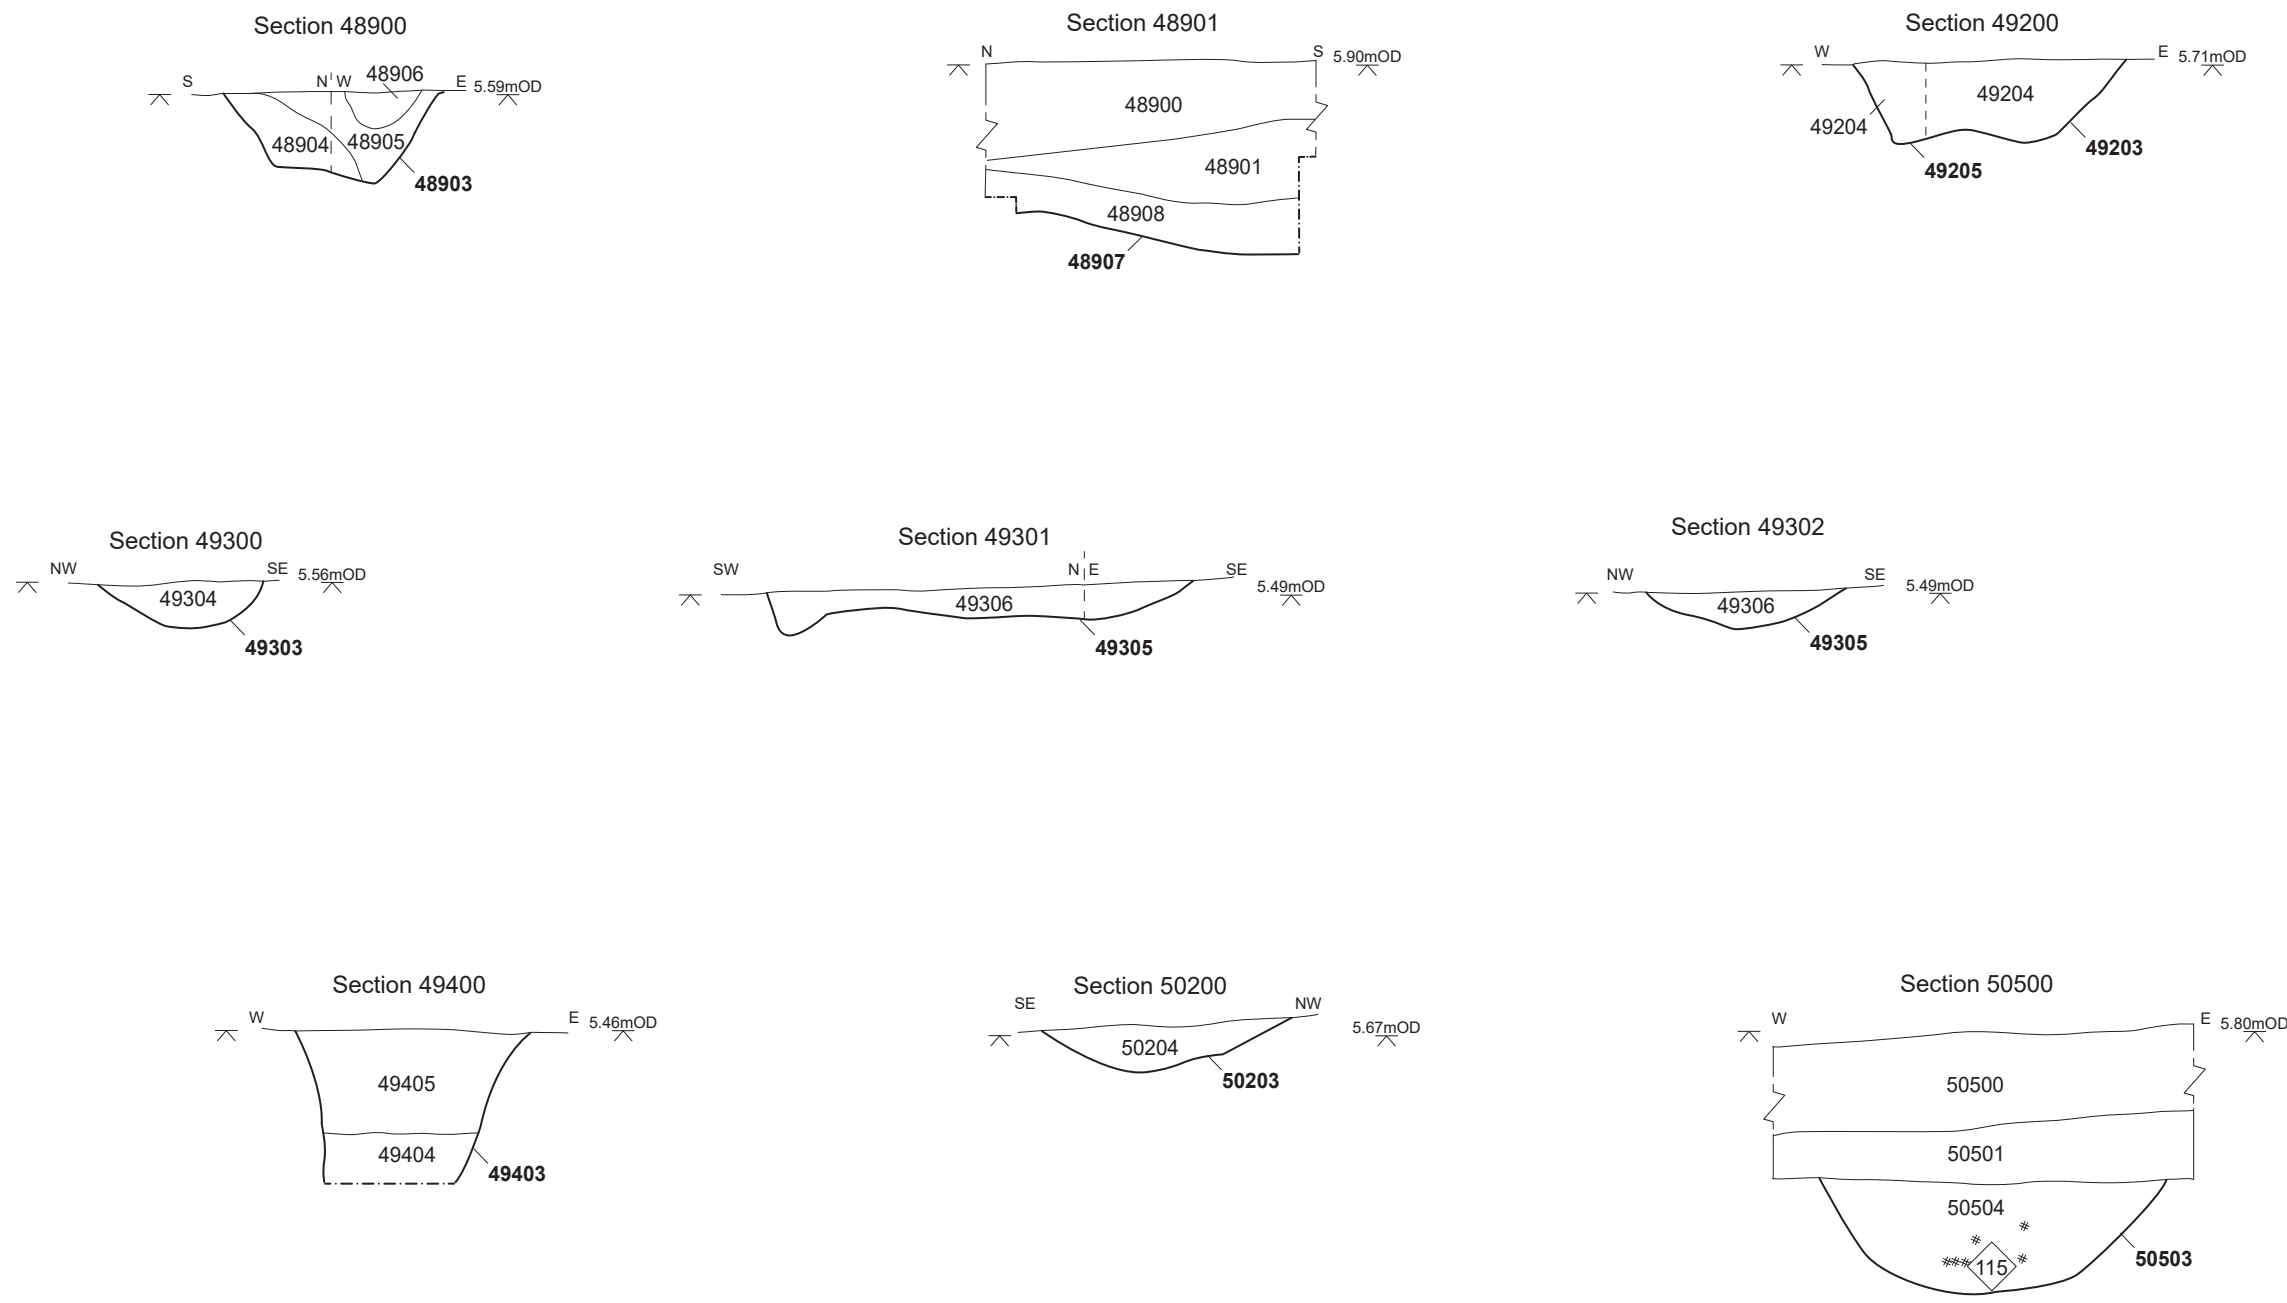 Section 48900
S
N
W
48906
E
5.59mOD
48904
48905
48903
Section 48901
N
S
5.90mOD
48900
48901
48908
48907
Section 49200
W
E
5.71mOD
49204
49204
49205
49203
Section 49300
NW
SE
5.56mOD
49304
49303
Section 49301
SW
N
E
SE
5.49mOD
49306
49305
Section 49302
NW
SE
5.49mOD
49306
49305
Section 49400
W
E
5.46mOD
49405
49404
49403
Section 50200
SE
NW
5.67mOD
50204
50203
Section 50500
W
E
5.80mOD
50500
50501
50504
115
50503